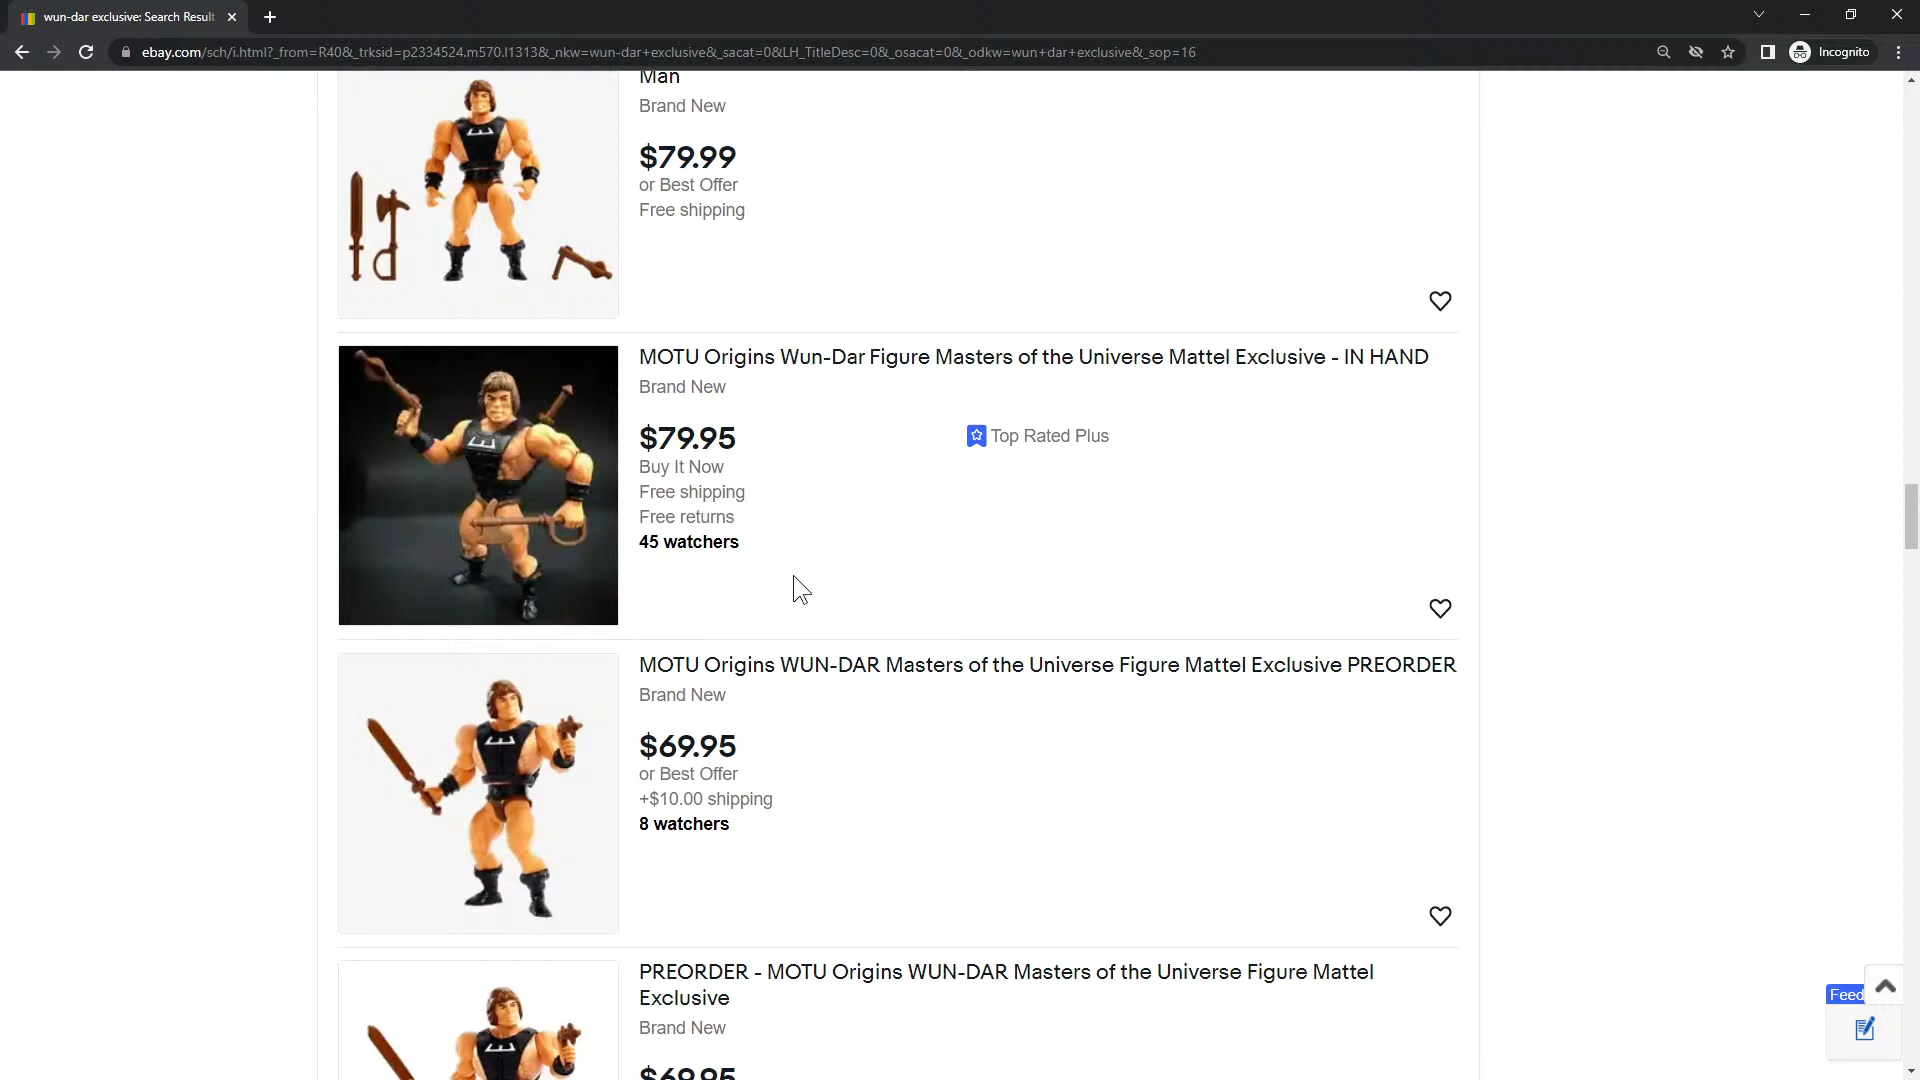 wun-dar exclusive: Search Result
ebay.com/sch/i.html?_from=R40&_trksid=p2334524.m570.l1313&_nkw=wun-dar+exclusive&_sacat=0&LH_TitleDesc=0&_osacat=0&_odkw=wun+dar+exclusive&_sop=16
Incognito
Man
Brand New
$79.99
or Best Offer
Free shipping
MOTU Origins Wun-Dar Figure Masters of the Universe Mattel Exclusive - IN HAND
Brand New
$79.95
Top Rated Plus
Buy It Now
Free shipping
Free returns
45 watchers
MOTU Origins WUN-DAR Masters of the Universe Figure Mattel Exclusive PREORDER
Brand New
$69.95
or Best Offer
+$10.00 shipping
8 watchers
PREORDER - MOTU Origins WUN-DAR Masters of the Universe Figure Mattel
Exclusive
Brand New
$69.95
Feed